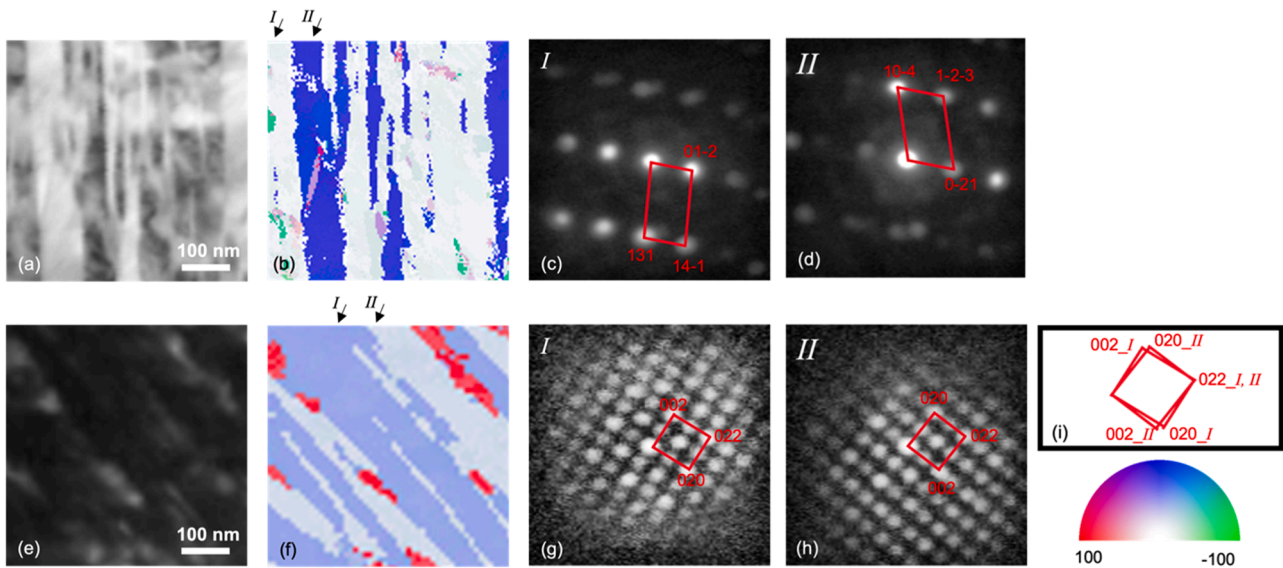 I II
100 nm
(a)
(b)
I
01-2
131
14-1
(c)
II
10-4
1-2-3
0-21
(d)
I II
100 nm
(e)
(f)
I
002
022
020
(g)
II
020
022
002
(h)
002_I
020_II
022_I, II
002_II
020_I
(i)
100
-100